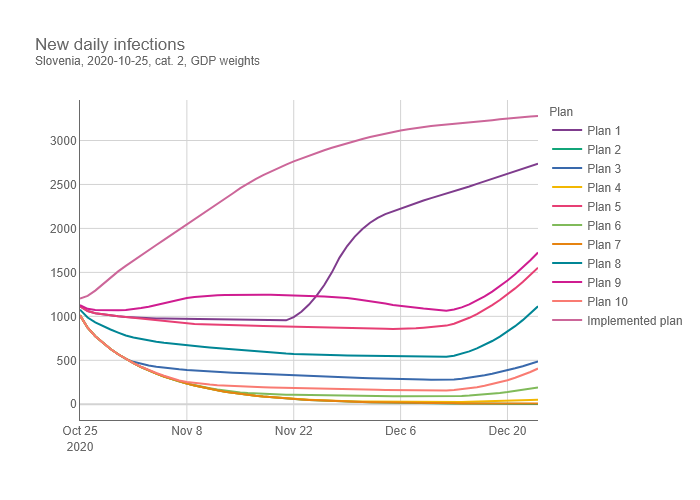 New daily infections
Slovenia, 2020-10-25, cat. 2, GDP weights
Plan
Plan 1
Plan 2
Plan 3
Plan 4
Plan 5
Plan 6
Plan 7
Plan 8
Plan 9
Plan 10
Implemented plan
3000
2500
2000
1500
1000
500
0
Oct 25 Nov 8 Nov 22 Dec 6 Dec 20
2020